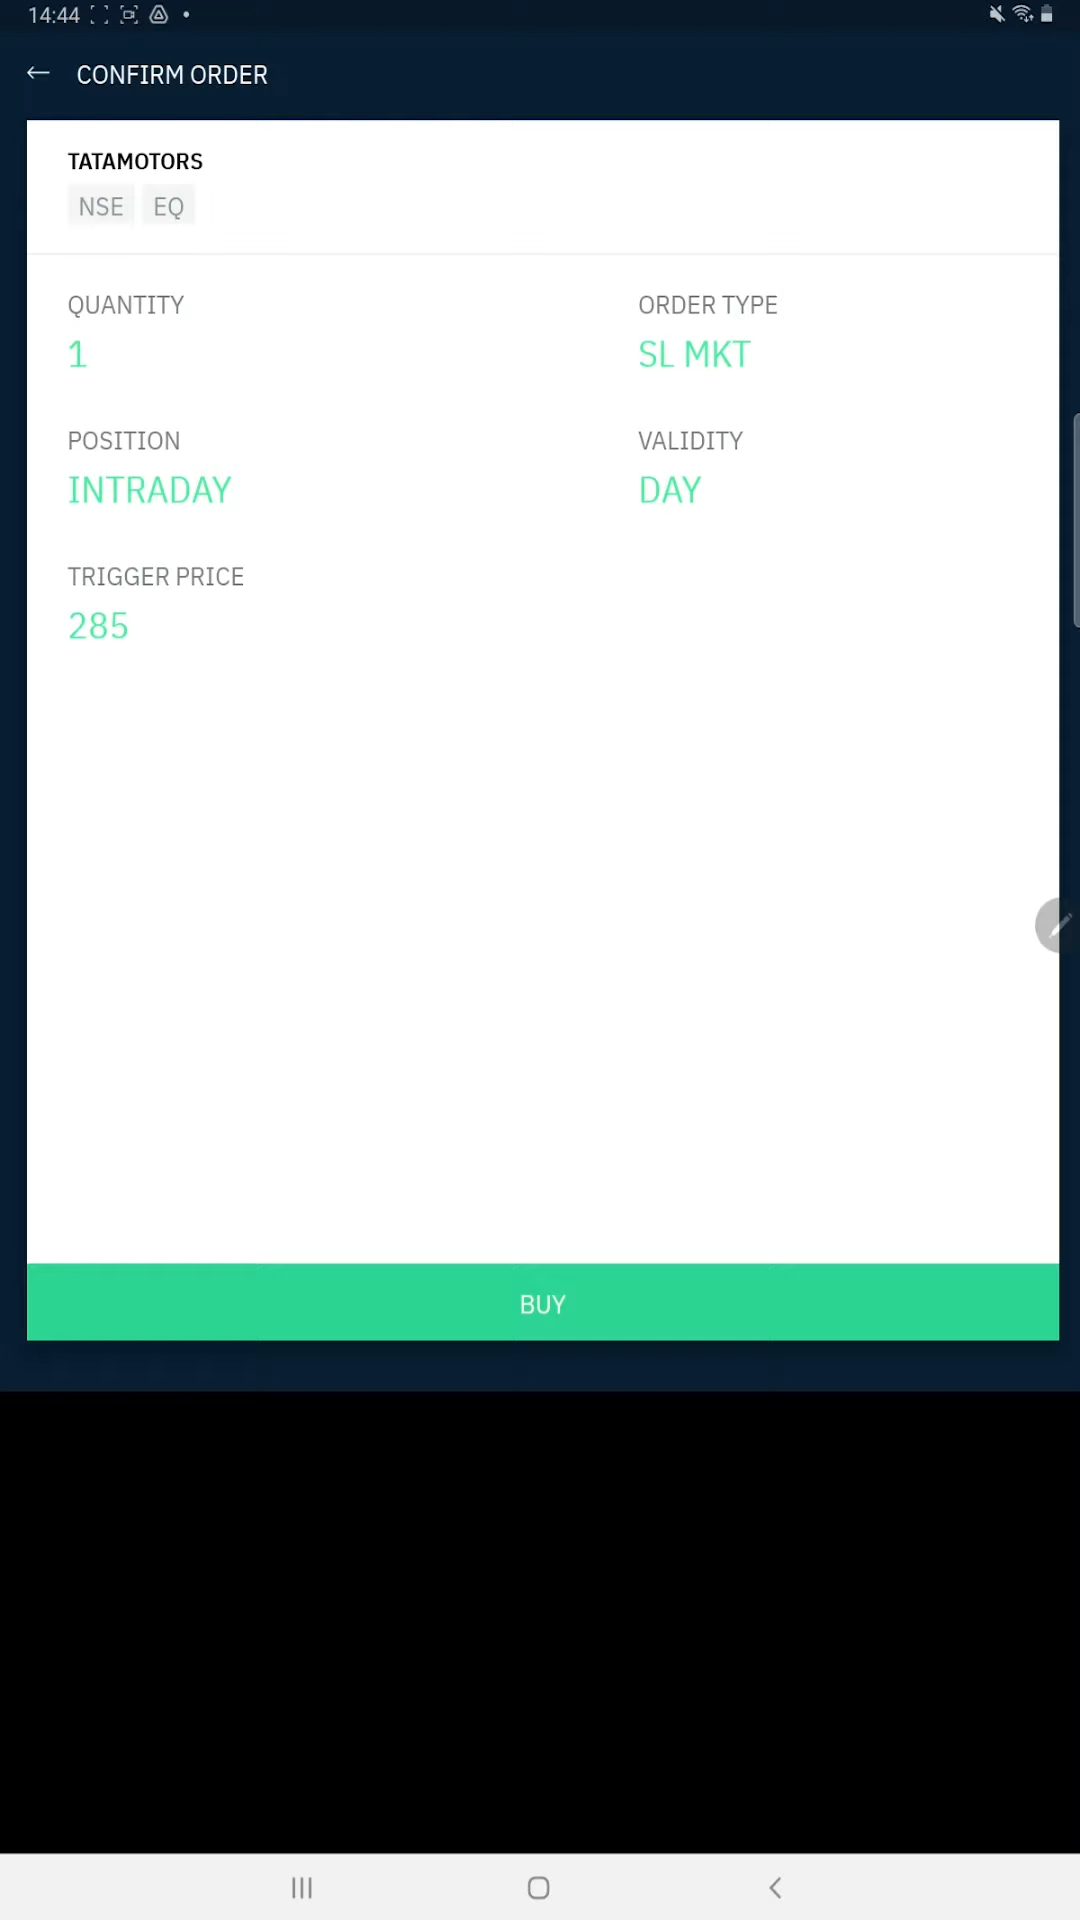 14:44
CONFIRM ORDER
TATAMOTORS
NSE EQ
QUANTITY ORDER TYPE
1 SL MKT
POSITION VALIDITY
INTRADAY DAY
TRIGGER PRICE
285
BUY